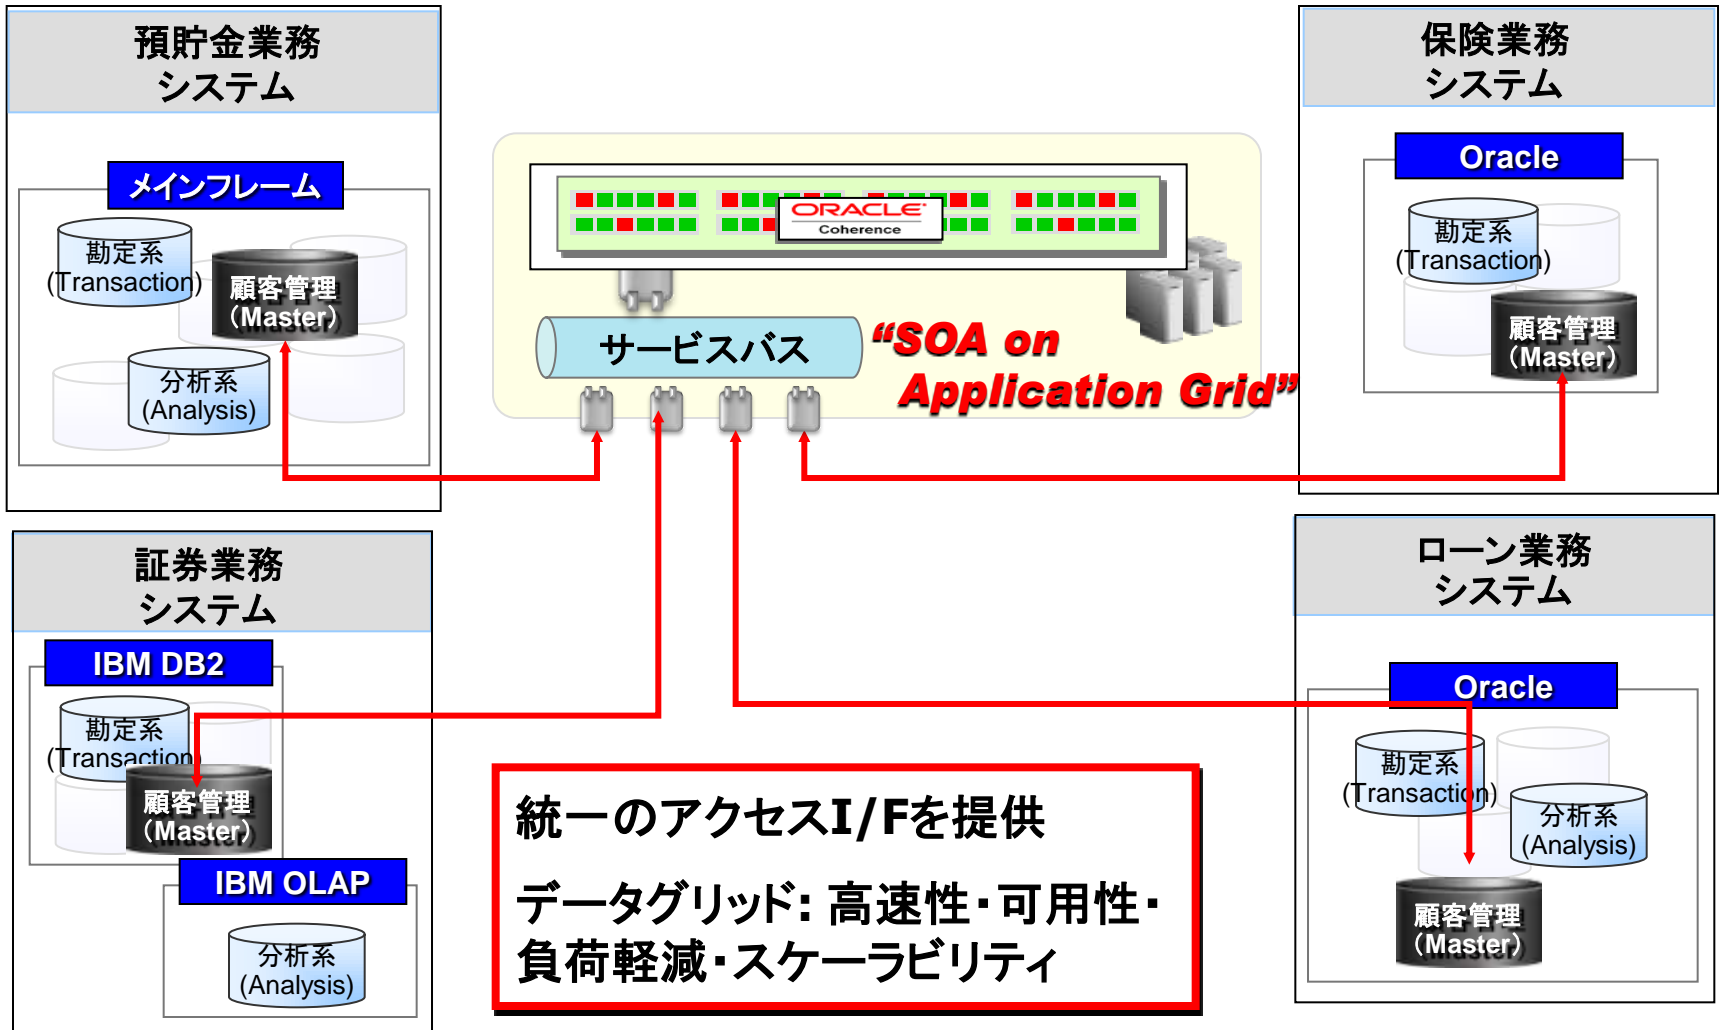 預貯金業務
システム
メインフレーム
勘定系
(Transaction)
顧客管理
(Master)
分析系
(Analysis)
ORACLE
Coherence
サービスバス
“SOA on
Application Grid”
保険業務
システム
Oracle
勘定系
(Transaction)
顧客管理
(Master)
証券業務
システム
IBM DB2
勘定系
(Transaction)
顧客管理
(Master)
IBM OLAP
分析系
(Analysis)
統一のアクセスI/Fを提供
データグリッド: 高速性・可用性・
負荷軽減・スケーラビリティ
ローン業務
システム
Oracle
勘定系
(Transaction)
分析系
(Analysis)
顧客管理
(Master)